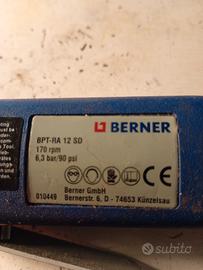 BERNER
BPT-RA 12 SD
170 rpm
6,3 bar/90 psi
010449
Berner GmbH
Bernerstr. 6, D - 74653 Künzelsau
subito